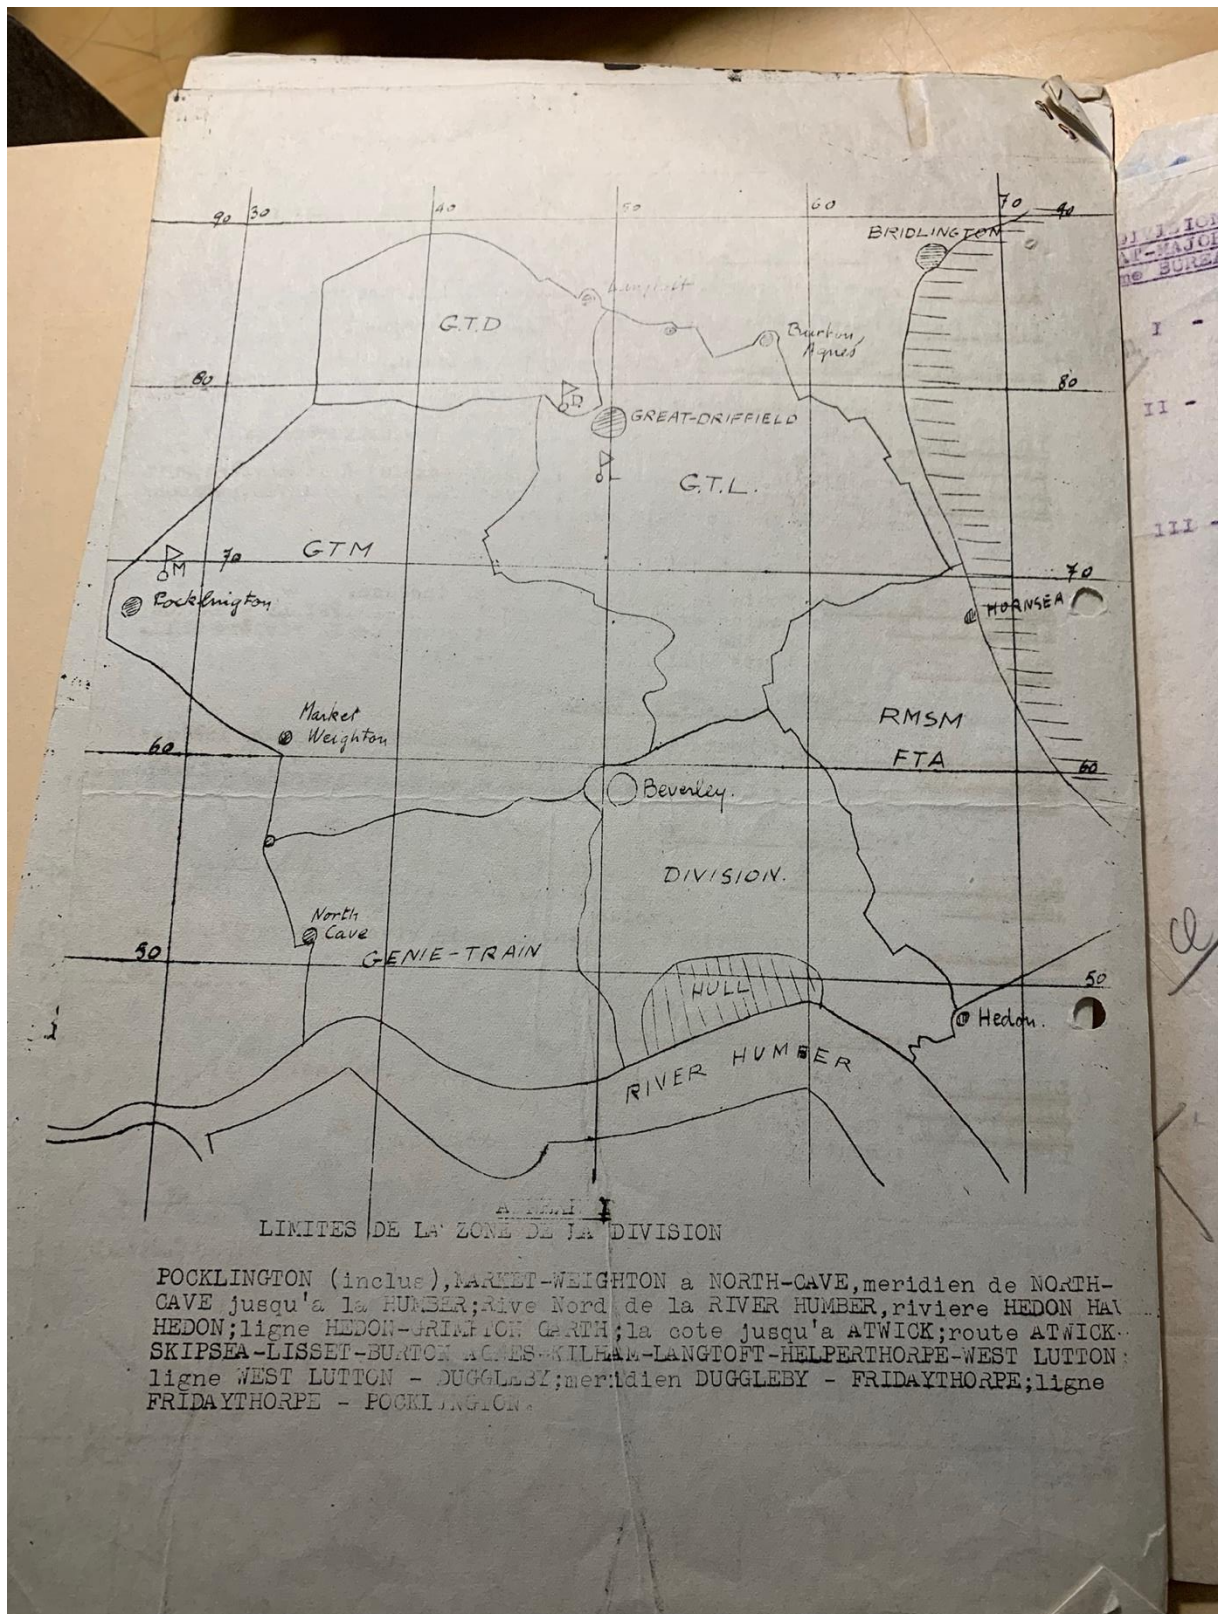 90 30 40 50 60 70 90
BRIDLINGTON
Langtoft
G.T.D
Burton
Agnes
80 80
D
GREAT-DRIFFIELD
L
G.T.L.
GTM
M
70 70
Pocklington
HORNSEA
Market
Weighton
RMSM
FTA
60 60
Beverley.
DIVISION.
North
Cave
GENIE-TRAIN
50 50
HULL
Hedon.
RIVER HUMBER
I
LIMITES DE LA ZONE DE LA DIVISION
POCKLINGTON (inclus),MARKET-WEIGHTON a NORTH-CAVE,meridien de NORTH-
CAVE jusqu'a la HUMBER;Rive Nord de la RIVER HUMBER,riviere HEDON
HEDON;ligne HEDON-GRIMSTON GARTH;la cote jusqu'a ATWICK;route ATWICK-
SKIPSEA-LISSET-BURTON AGNES-KILHAM-LANGTOFT-HELPERTHORPE-WEST LUTTON
ligne WEST LUTTON - DUGGLEBY;meridien DUGGLEBY - FRIDAYTHORPE;ligne
FRIDAYTHORPE - POCKLINGTON.
I -
II -
III -